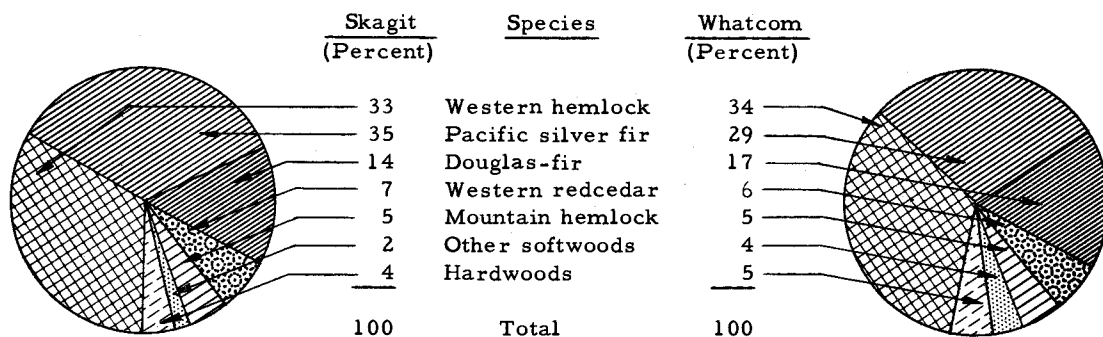 Skagit Species Whatcom
(Percent) (Percent)
33 Western hemlock 34
35 Pacific silver fir 29
14 Douglas-fir 17
7 Western redcedar 6
5 Mountain hemlock 5
2 Other softwoods 4
4 Hardwoods 5
100 Total 100